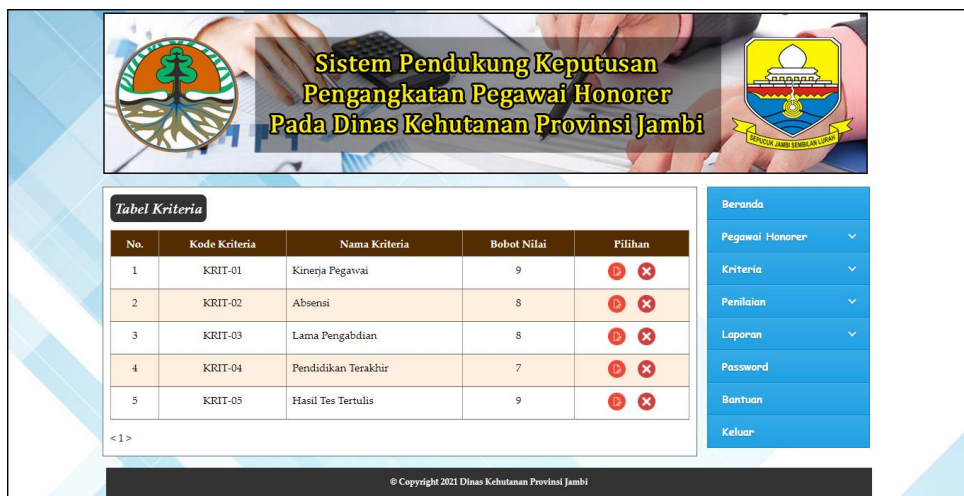 Sistem Pendukung Keputusan
Pengangkatan Pegawai Honorer
Pada Dinas Kehutanan Provinsi Jambi
SEPUCUK JAMBI SEMBILAN LURAH
Tabel Kriteria
No. Kode Kriteria Nama Kriteria Bobot Nilai Pilihan
1 KRIT-01 Kinerja Pegawai 9
2 KRIT-02 Absensi 8
3 KRIT-03 Lama Pengabdian 8
4 KRIT-04 Pendidikan Terakhir 7
5 KRIT-05 Hasil Tes Tertulis 9
< 1 >
Beranda
Pegawai Honorer
Kriteria
Penilaian
Laporan
Password
Bantuan
Keluar
© Copyright 2021 Dinas Kehutanan Provinsi Jambi